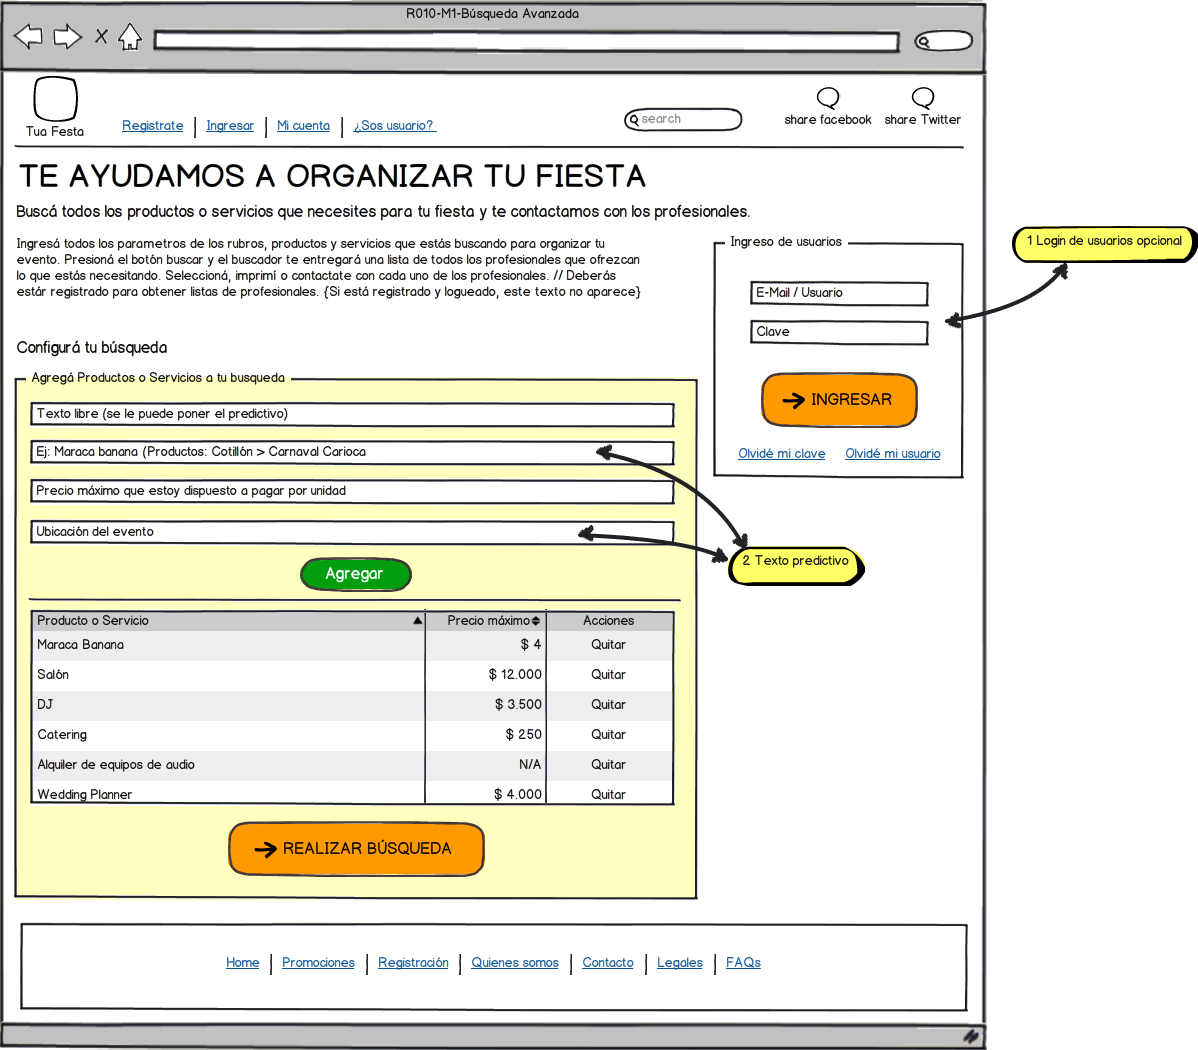 R010-M1-Búsqueda Avanzada
Tua Festa
Registrate
Ingresar
Mi cuenta
¿Sos usuario?
search
share facebook
share Twitter
TE AYUDAMOS A ORGANIZAR TU FIESTA
Buscá todos los productos o servicios que necesites para tu fiesta y te contactamos con los profesionales.
Ingresá todos los parametros de los rubros, productos y servicios que estás buscando para organizar tu
evento. Presioná el botón buscar y el buscador te entregará una lista de todos los profesionales que ofrezcan
lo que estás necesitando. Seleccioná, imprimí o contactate con cada uno de los profesionales. // Deberás
estár registrado para obtener listas de profesionales. {Si está registrado y logueado, este texto no aparece}
Ingreso de usuarios
E-Mail / Usuario
Clave
INGRESAR
Olvidé mi clave
Olvidé mi usuario
1 Login de usuarios opcional
Configurá tu búsqueda
Agregá Productos o Servicios a tu busqueda
Texto libre (se le puede poner el predictivo)
Ej: Maraca banana (Productos: Cotillón > Carnaval Carioca
Precio máximo que estoy dispuesto a pagar por unidad
Ubicación del evento
2 Texto predictivo
Agregar
Producto o Servicio Precio máximo Acciones
Maraca Banana $ 4 Quitar
Salón $ 12.000 Quitar
DJ $ 3.500 Quitar
Catering $ 250 Quitar
Alquiler de equipos de audio N/A Quitar
Wedding Planner $ 4.000 Quitar
REALIZAR BÚSQUEDA
Home
Promociones
Registración
Quienes somos
Contacto
Legales
FAQs